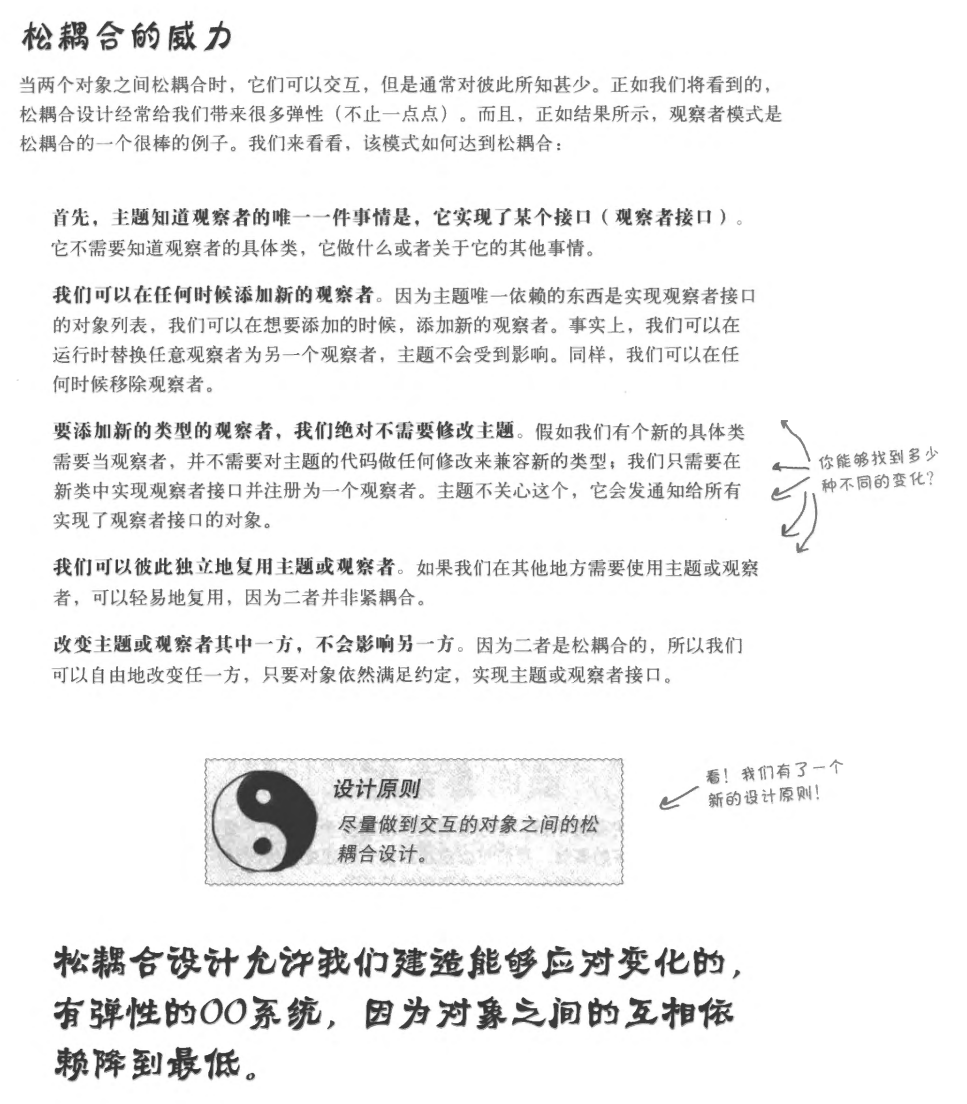 松耦合的威力
当两个对象之间松耦合时，它们可以交互，但是通常对彼此所知甚少。正如我们将看到的，
松耦合设计经常给我们带来很多弹性（不止一点点）。而且，正如结果所示，观察者模式是
松耦合的一个很棒的例子。我们来看看，该模式如何达到松耦合：
首先，主题知道观察者的唯一一件事情是，它实现了某个接口（观察者接口）。
它不需要知道观察者的具体类，它做什么或者关于它的其他事情。
我们可以在任何时候添加新的观察者。因为主题唯一依赖的东西是实现观察者接口
的对象列表，我们可以在想要添加的时候，添加新的观察者。事实上，我们可以在
运行时替换任意观察者为另一个观察者，主题不会受到影响。同样，我们可以在任
何时候移除观察者。
要添加新的类型的观察者，我们绝对不需要修改主题。假如我们有个新的具体类
需要当观察者，并不需要对主题的代码做任何修改来兼容新的类型；我们只需要在
新类中实现观察者接口并注册为一个观察者。主题不关心这个，它会发通知给所有
实现了观察者接口的对象。
你能够找到多少
种不同的变化？
我们可以彼此独立地复用主题或观察者。如果我们在其他地方需要使用主题或观察
者，可以轻易地复用，因为二者并非紧耦合。
改变主题或观察者其中一方，不会影响另一方。因为二者是松耦合的，所以我们
可以自由地改变任一方，只要对象依然满足约定，实现主题或观察者接口。
设计原则
尽量做到交互的对象之间的松
耦合设计。
看！我们有了一个
新的设计原则！
松耦合设计允许我们建造能够应对变化的，
有弹性的OO系统，因为对象之间的互相依
赖降到最低。